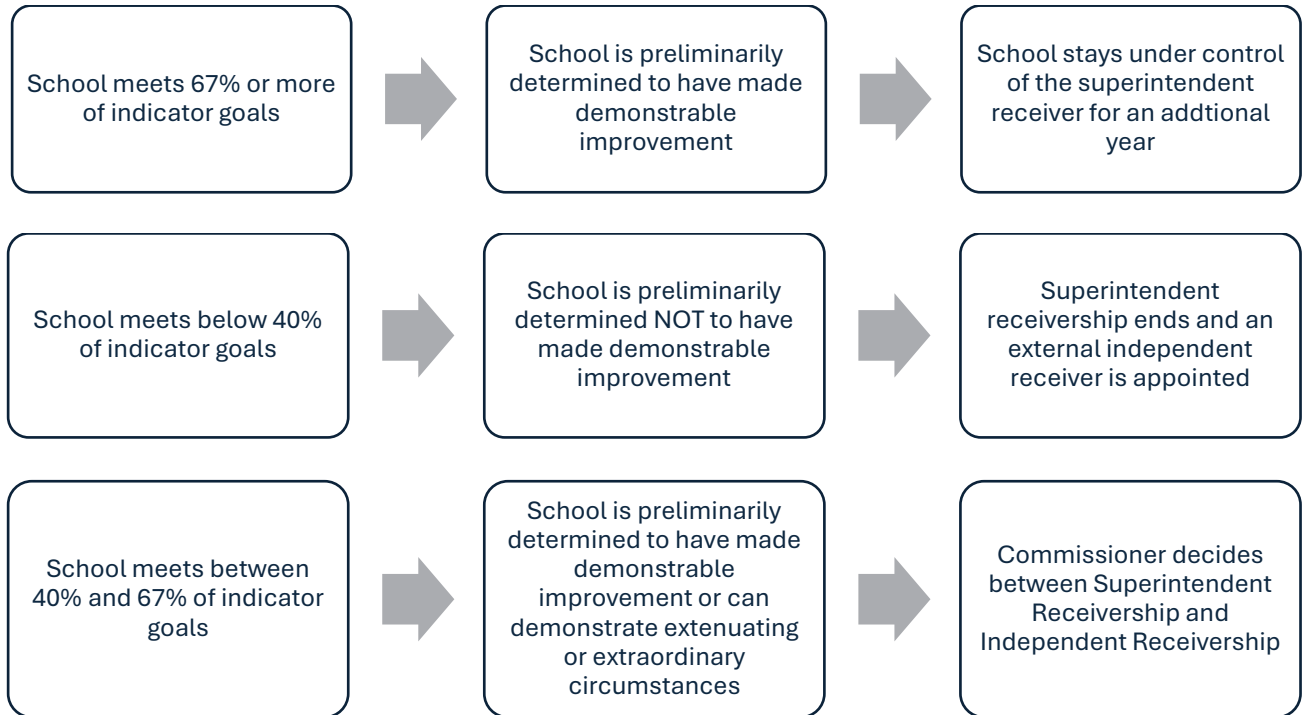 School meets 67% or more
of indicator goals
School is preliminarily
determined to have made
demonstrable
improvement
School stays under control
of the superintendent
receiver for an addtional
year
School meets below 40%
of indicator goals
School is preliminarily
determined NOT to have
made demonstrable
improvement
Superintendent
receivership ends and an
external independent
receiver is appointed
School meets between
40% and 67% of indicator
goals
School is preliminarily
determined to have made
demonstrable
improvement or can
demonstrate extenuating
or extraordinary
circumstances
Commissioner decides
between Superintendent
Receivership and
Independent Receivership